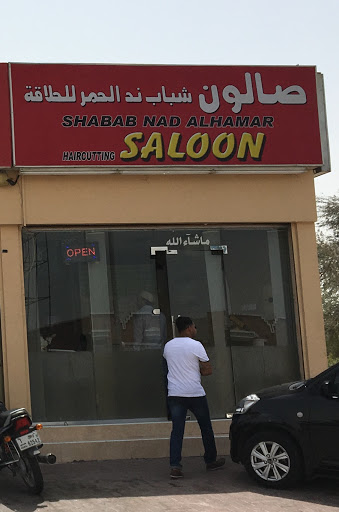 صالون شباب ند الحمر للحلاقة
SHABAB NAD ALHAMAR
HAIRCUTTING SALOON
ماشاء الله
OPEN